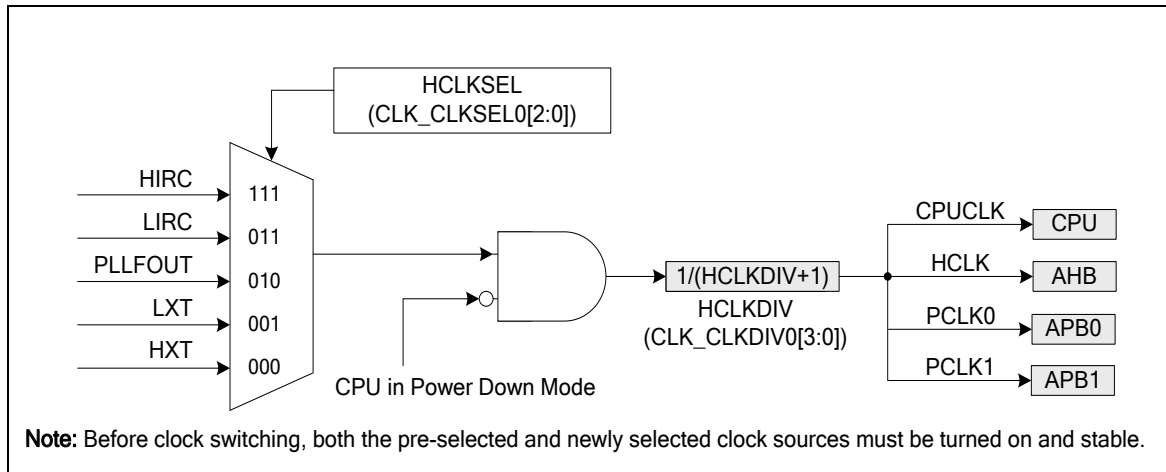 HCLKSEL
(CLK_CLKSEL0[2:0])
HIRC
111
LIRC
011
PLLFOUT
010
LXT
001
HXT
000
CPU in Power Down Mode
1/(HCLKDIV+1)
HCLKDIV
(CLK_CLKDIV0[3:0])
CPUCLK
CPU
HCLK
AHB
PCLK0
APB0
PCLK1
APB1
Note: Before clock switching, both the pre-selected and newly selected clock sources must be turned on and stable.